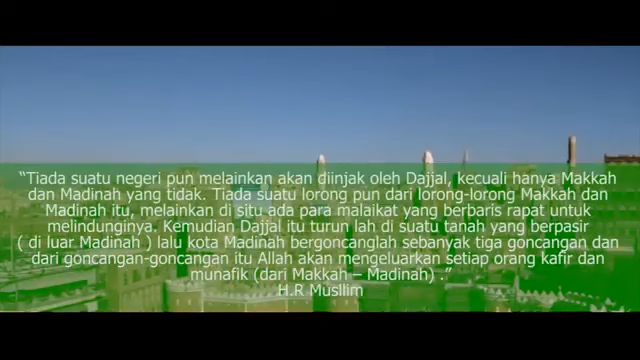 “Tiada suatu negeri pun melainkan akan diinjak oleh Dajjal, kecuali hanya Makkah
dan Madinah yang tidak. Tiada suatu lorong pun dari lorong-lorong Makkah dan
Madinah itu, melainkan di situ ada para malaikat yang berbaris rapat untuk
melindunginya. Kemudian Dajjal itu turun lah di suatu tanah yang berpasir
( di luar Madinah ) lalu kota Madinah bergoncanglah sebanyak tiga goncangan dan
dari goncangan-goncangan itu Allah akan mengeluarkan setiap orang kafir dan
munafik (dari Makkah – Madinah) .”
H.R Musllim